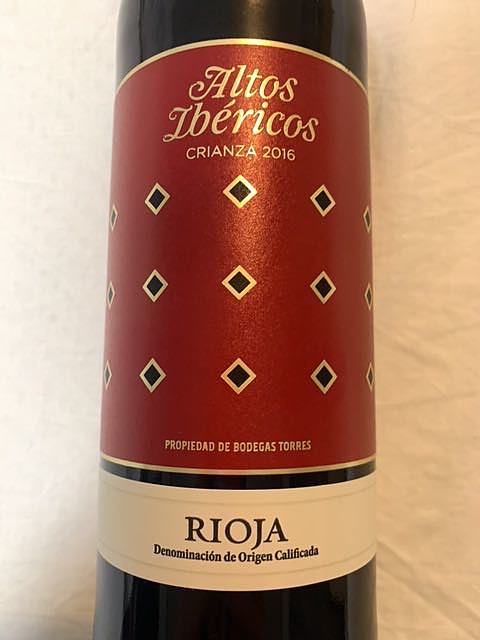 Altos
Ibéricos
CRIANZA 2016
PROPIEDAD DE BODEGAS TORRES
RIOJA
Denominación de Origen Calificada